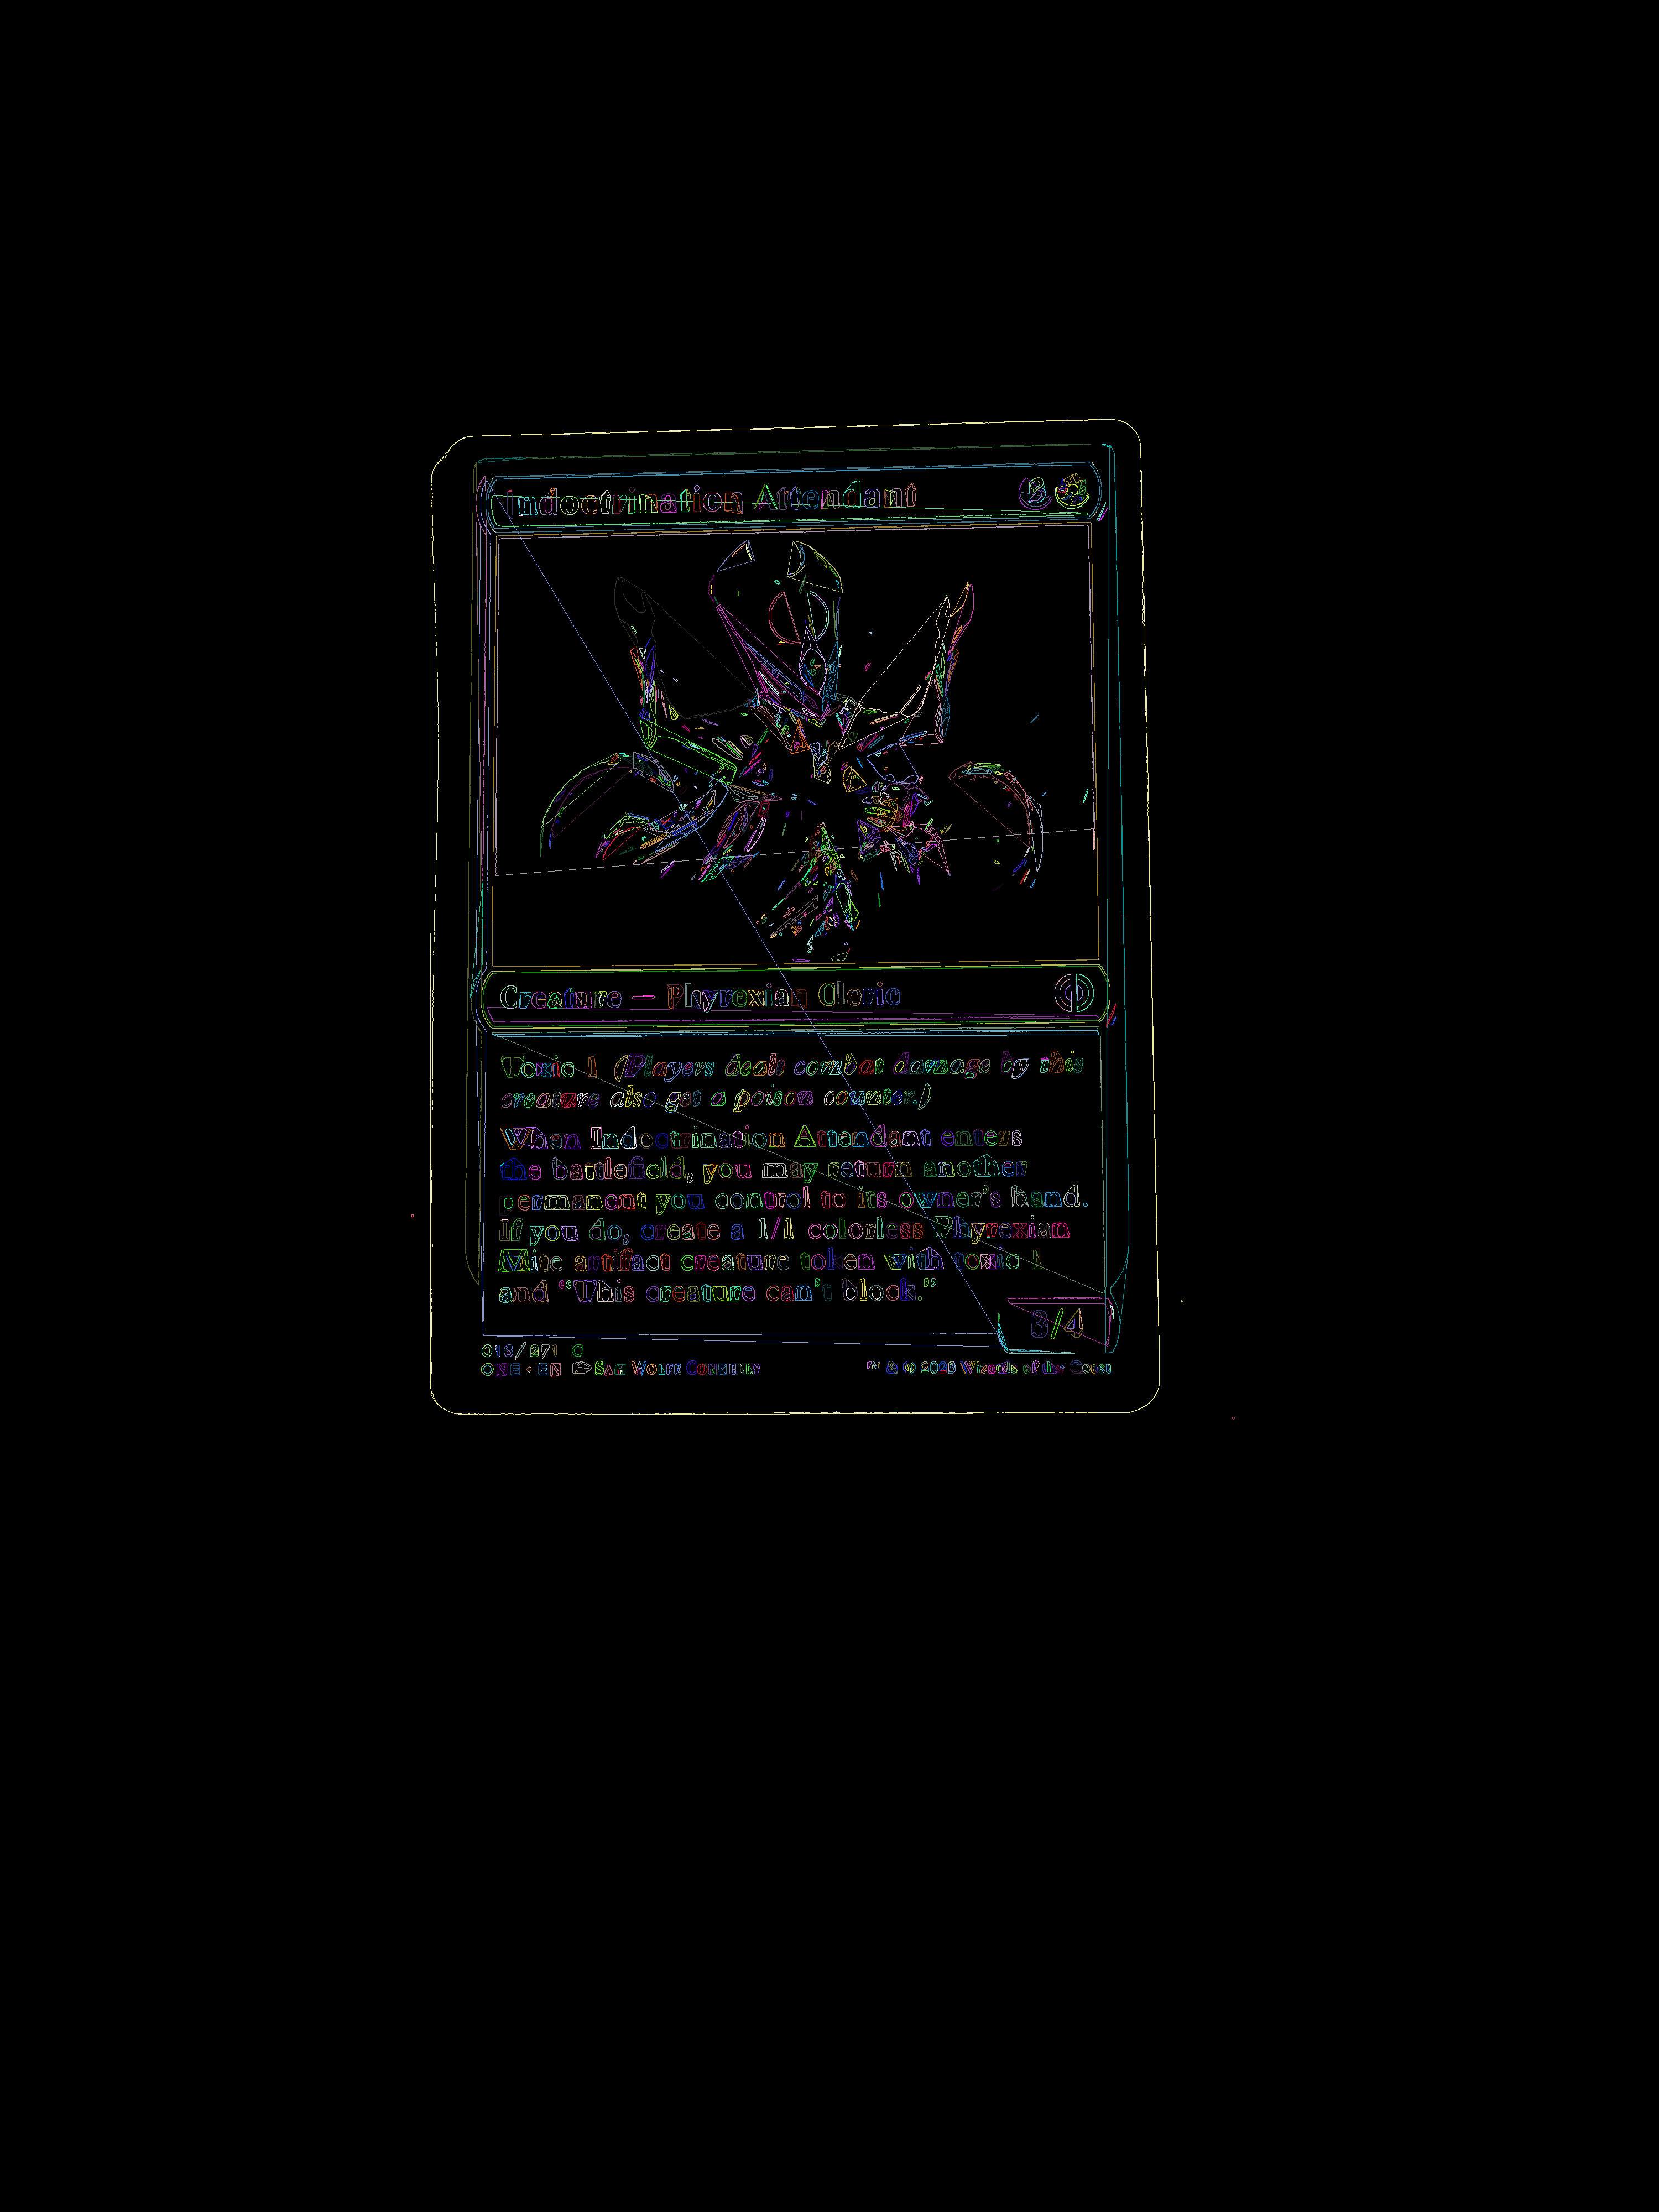 Indoctrination Attendant
Creature — Phyrexian Cleric
Toxic 1 (Players dealt combat damage by this
creature also get a poison counter.)
When Indoctrination Attendant enters
the battlefield, you may return another
permanent you control to its owner's hand.
If you do, create a 1/1 colorless Phyrexian
Mite artifact creature token with toxic 1
and “This creature can't block.”
3/4
016/271 C
ONE • EN Sam Wolfe Connelly ™ & © 2023 Wizards of the Coast